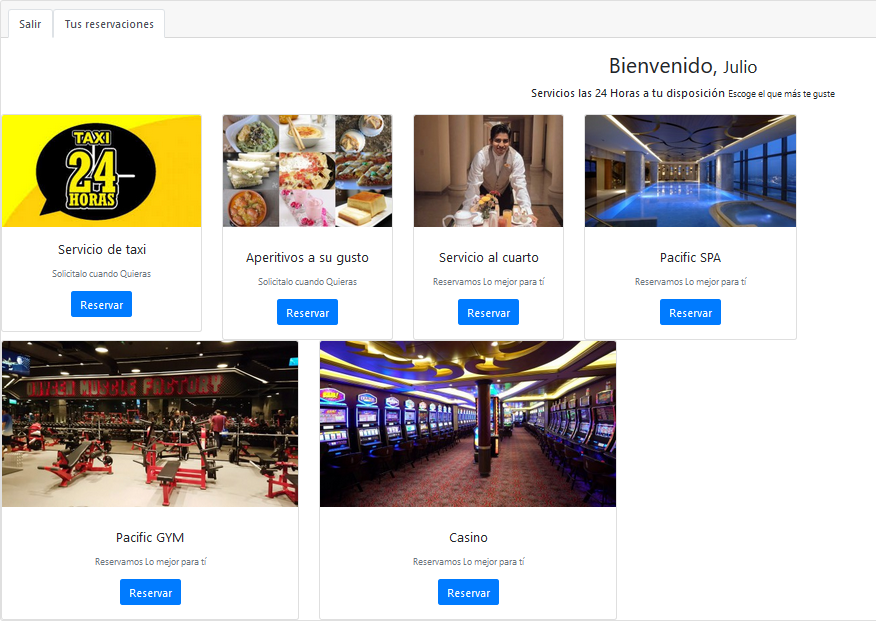 Salir
Tus reservaciones
Bienvenido, Julio
Servicios las 24 Horas a tu disposición Escoge el que más te guste
TAXI
24
HORAS
Servicio de taxi
Solicitalo cuando Quieras
Reservar
Aperitivos a su gusto
Solicitalo cuando Quieras
Reservar
Servicio al cuarto
Reservamos Lo mejor para tí
Reservar
Pacific SPA
Reservamos Lo mejor para tí
Reservar
MUSCLE FACTORY
Pacific GYM
Reservamos Lo mejor para tí
Reservar
Casino
Reservamos Lo mejor para tí
Reservar